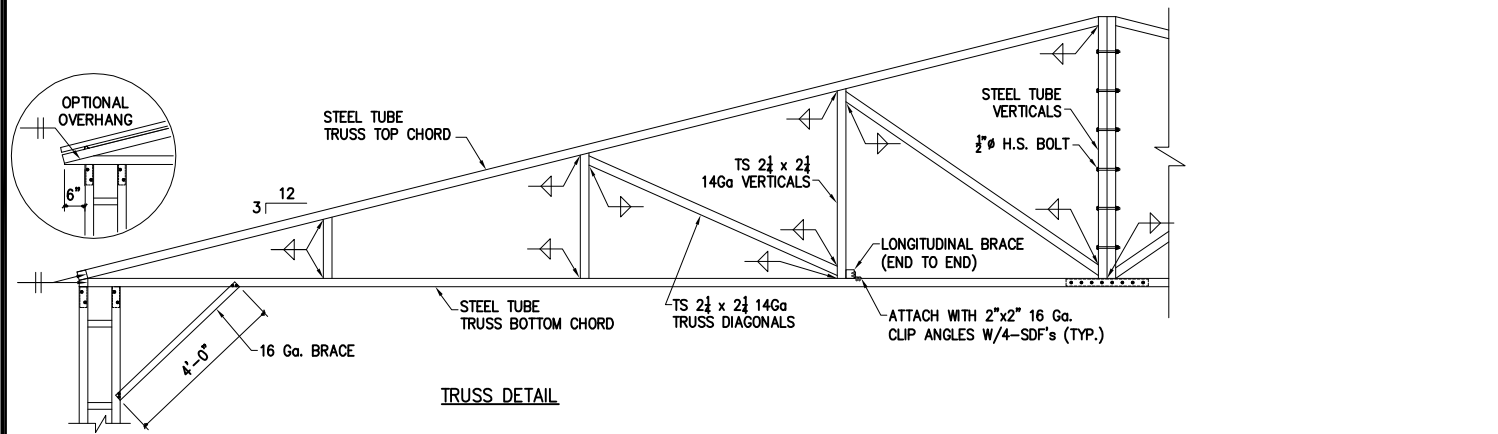 OPTIONAL
OVERHANG
6"
STEEL TUBE
TRUSS TOP CHORD
12
3
STEEL TUBE
VERTICALS
½"ø H.S. BOLT
TS 2¼ x 2¼
14Ga VERTICALS
LONGITUDINAL BRACE
(END TO END)
STEEL TUBE
TRUSS BOTTOM CHORD
TS 2¼ x 2¼ 14Ga
TRUSS DIAGONALS
ATTACH WITH 2"x2" 16 Ga.
CLIP ANGLES W/4-SDF's (TYP.)
16 Ga. BRACE
4'-0"
TRUSS DETAIL